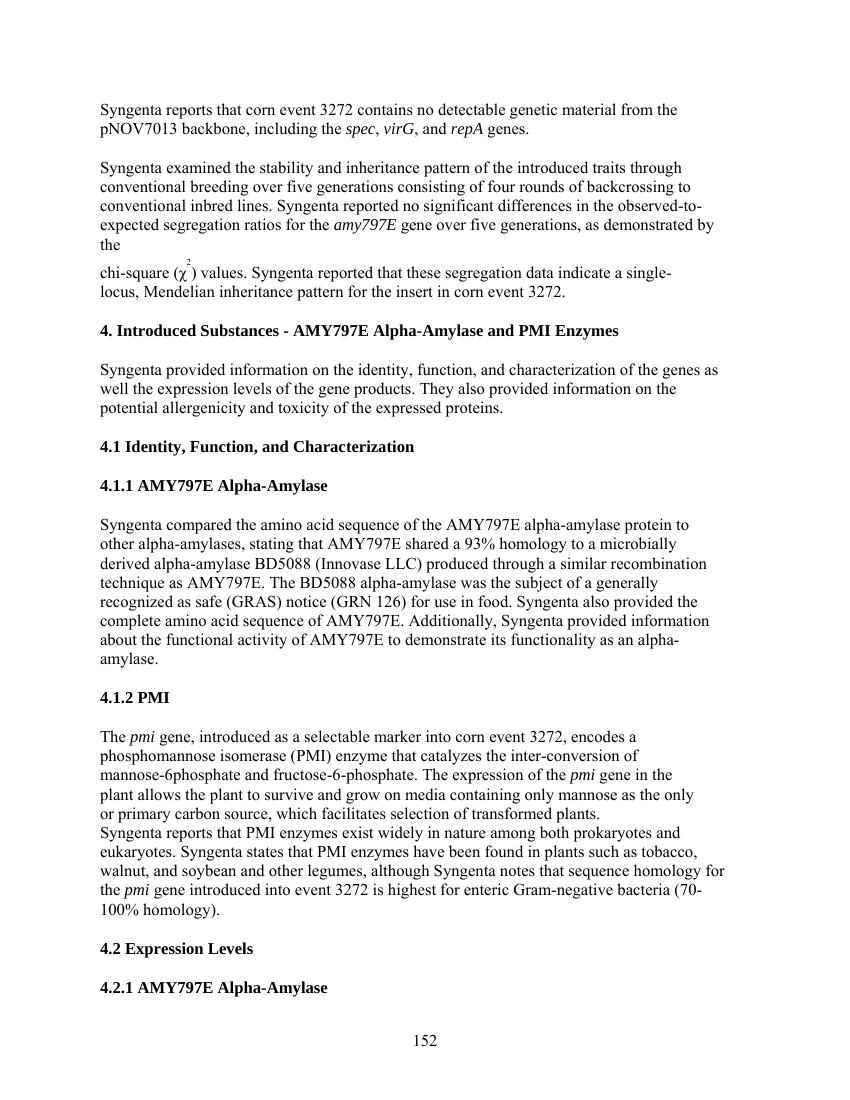 Syngenta reports that corn event 3272 contains no detectable genetic material from the
pNOV7013 backbone, including the spec, virG, and repA genes.
Syngenta examined the stability and inheritance pattern of the introduced traits through
conventional breeding over five generations consisting of four rounds of backcrossing to
conventional inbred lines. Syngenta reported no significant differences in the observed-to-
expected segregation ratios for the amy797E gene over five generations, as demonstrated by
the
chi-square (χ²) values. Syngenta reported that these segregation data indicate a single-
locus, Mendelian inheritance pattern for the insert in corn event 3272.
4. Introduced Substances - AMY797E Alpha-Amylase and PMI Enzymes
Syngenta provided information on the identity, function, and characterization of the genes as
well the expression levels of the gene products. They also provided information on the
potential allergenicity and toxicity of the expressed proteins.
4.1 Identity, Function, and Characterization
4.1.1 AMY797E Alpha-Amylase
Syngenta compared the amino acid sequence of the AMY797E alpha-amylase protein to
other alpha-amylases, stating that AMY797E shared a 93% homology to a microbially
derived alpha-amylase BD5088 (Innovase LLC) produced through a similar recombination
technique as AMY797E. The BD5088 alpha-amylase was the subject of a generally
recognized as safe (GRAS) notice (GRN 126) for use in food. Syngenta also provided the
complete amino acid sequence of AMY797E. Additionally, Syngenta provided information
about the functional activity of AMY797E to demonstrate its functionality as an alpha-
amylase.
4.1.2 PMI
The pmi gene, introduced as a selectable marker into corn event 3272, encodes a
phosphomannose isomerase (PMI) enzyme that catalyzes the inter-conversion of
mannose-6phosphate and fructose-6-phosphate. The expression of the pmi gene in the
plant allows the plant to survive and grow on media containing only mannose as the only
or primary carbon source, which facilitates selection of transformed plants.
Syngenta reports that PMI enzymes exist widely in nature among both prokaryotes and
eukaryotes. Syngenta states that PMI enzymes have been found in plants such as tobacco,
walnut, and soybean and other legumes, although Syngenta notes that sequence homology for
the pmi gene introduced into event 3272 is highest for enteric Gram-negative bacteria (70-
100% homology).
4.2 Expression Levels
4.2.1 AMY797E Alpha-Amylase
152